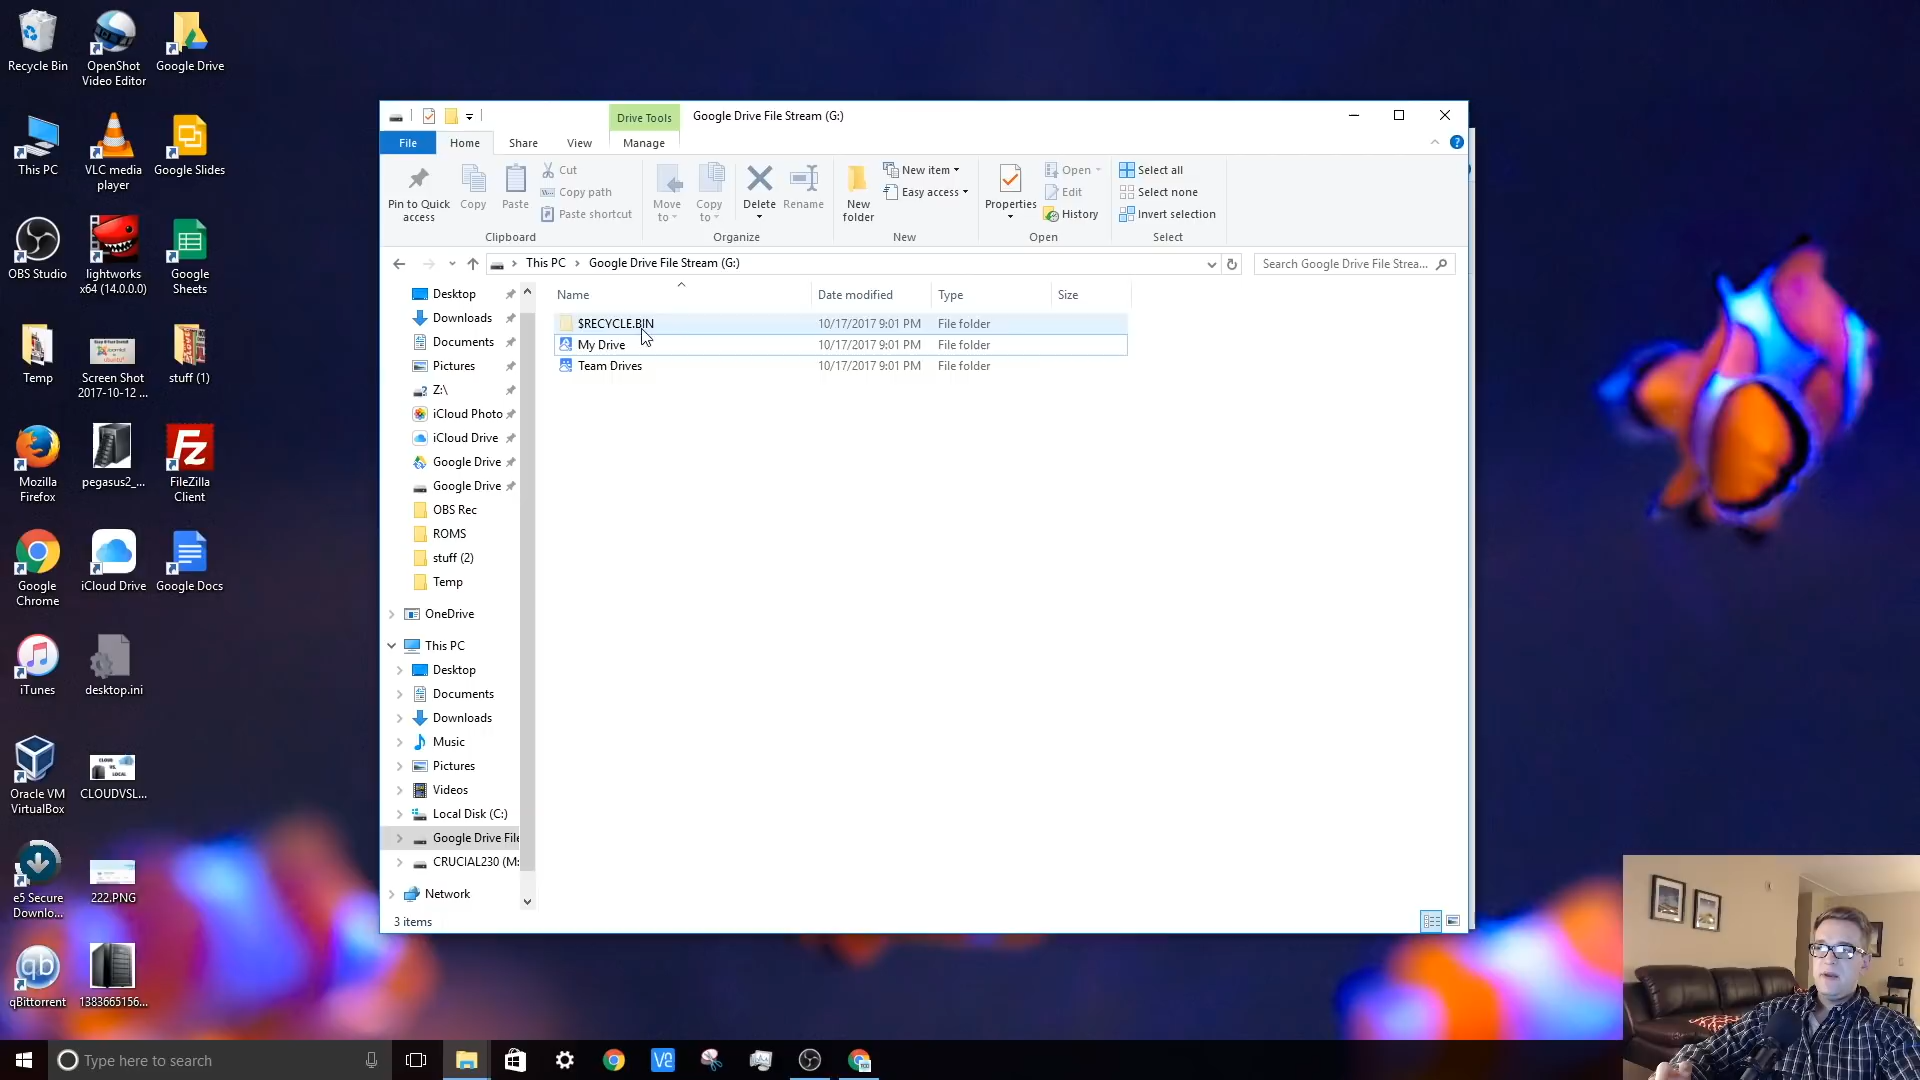 Recycle Bin
OpenShot
Video Editor
Google Drive
This PC
VLC media
player
Google Slides
OBS Studio
lightworks
x64 (14.0.0.0)
Google
Sheets
Temp
Screen Shot
2017-10-12 ...
stuff (1)
Mozilla
Firefox
pegasus2_...
FileZilla
Client
Google
Chrome
iCloud Drive
Google Docs
iTunes
desktop.ini
Oracle VM
VirtualBox
CLOUDVSL...
e5 Secure
Downlo...
222.PNG
qBittorrent
1383665156...
Drive Tools
Google Drive File Stream (G:)
File
Home
Share
View
Manage
Pin to Quick
access
Copy
Paste
Cut
Copy path
Paste shortcut
Clipboard
Move
to
Copy
to
Delete
Rename
Organize
New
folder
New item
Easy access
New
Properties
Open
Edit
History
Open
Select all
Select none
Invert selection
Select
This PC
Google Drive File Stream (G:)
Search Google Drive File Strea...
Desktop
Downloads
Documents
Pictures
Z:\
iCloud Photo
iCloud Drive
Google Drive
Google Drive
OBS Rec
ROMS
stuff (2)
Temp
OneDrive
This PC
Desktop
Documents
Downloads
Music
Pictures
Videos
Local Disk (C:)
Google Drive File
CRUCIAL230 (M:
Network
Name
Date modified
Type
Size
$RECYCLE.BIN
10/17/2017 9:01 PM
File folder
My Drive
10/17/2017 9:01 PM
File folder
Team Drives
10/17/2017 9:01 PM
File folder
3 items
Type here to search